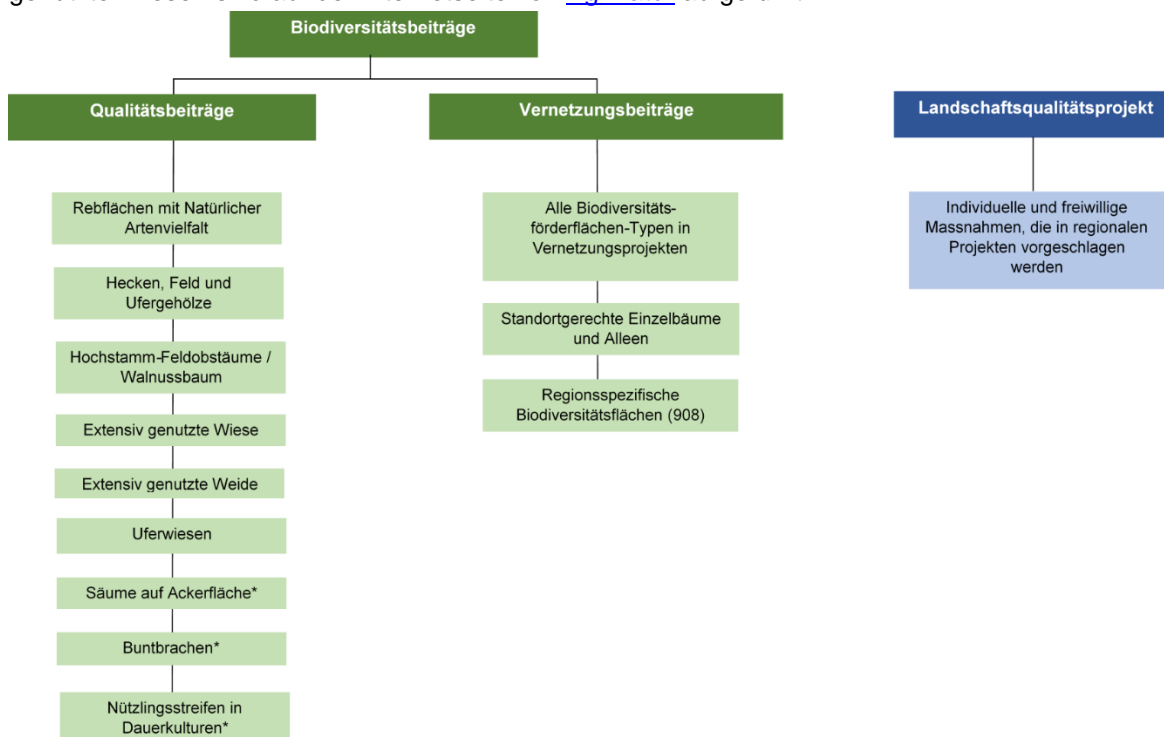 Biodiversitätsbeiträge
Qualitätsbeiträge
Vernetzungsbeiträge
Landschaftsqualitätsprojekt
Rebflächen mit Natürlicher
Artenvielfalt
Hecken, Feld und
Ufergehölze
Hochstamm-Feldobstäume /
Walnussbaum
Extensiv genutzte Wiese
Extensiv genutzte Weide
Uferwiesen
Säume auf Ackerfläche*
Buntbrachen*
Nützlingsstreifen in
Dauerkulturen*
Alle Biodiversitäts-
förderflächen-Typen in
Vernetzungsprojekten
Standortgerechte Einzelbäume
und Alleen
Regionsspezifische
Biodiversitätsflächen (908)
Individuelle und freiwillige
Massnahmen, die in regionalen
Projekten vorgeschlagen
werden